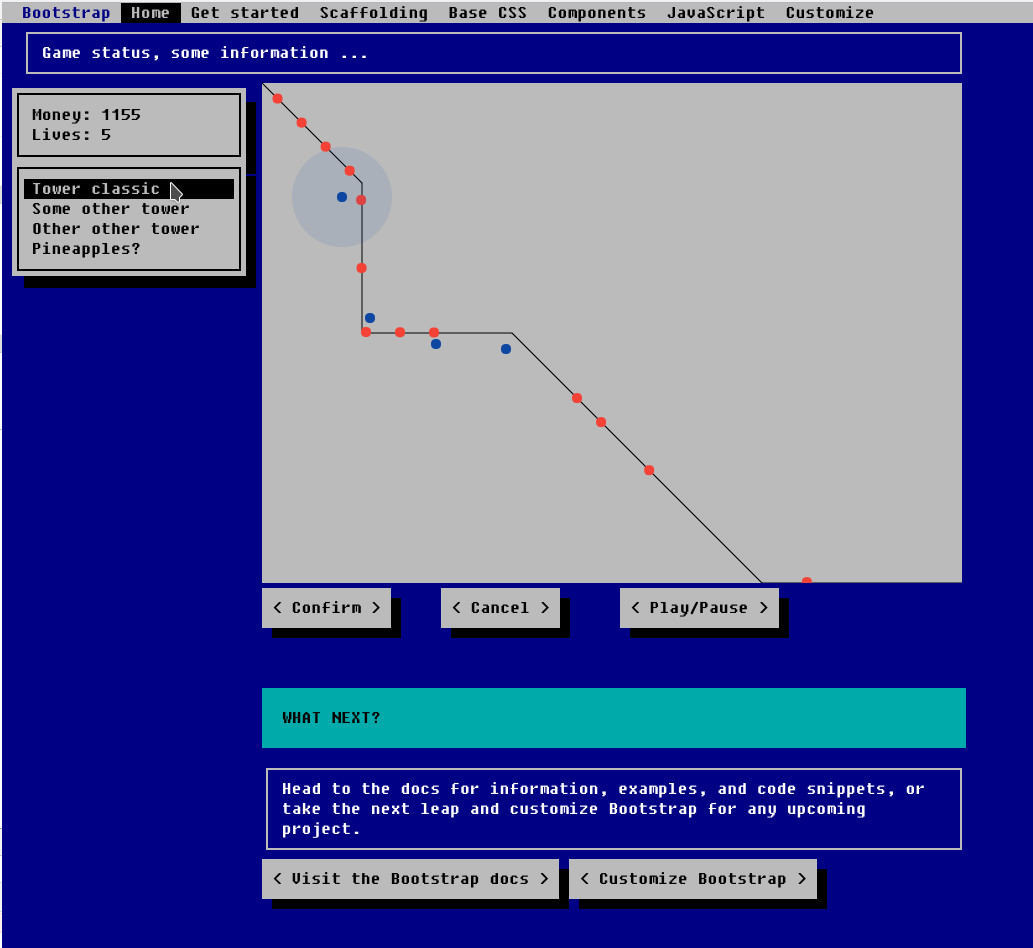 Bootstrap Home Get started Scaffolding Base CSS Components JavaScript Customize
Game status, some information ...
Money: 1155
Lives: 5
Tower classic
Some other tower
Other other tower
Pineapples?
< Confirm > < Cancel > < Play/Pause >
WHAT NEXT?
Head to the docs for information, examples, and code snippets, or
take the next leap and customize Bootstrap for any upcoming
project.
< Visit the Bootstrap docs > < Customize Bootstrap >